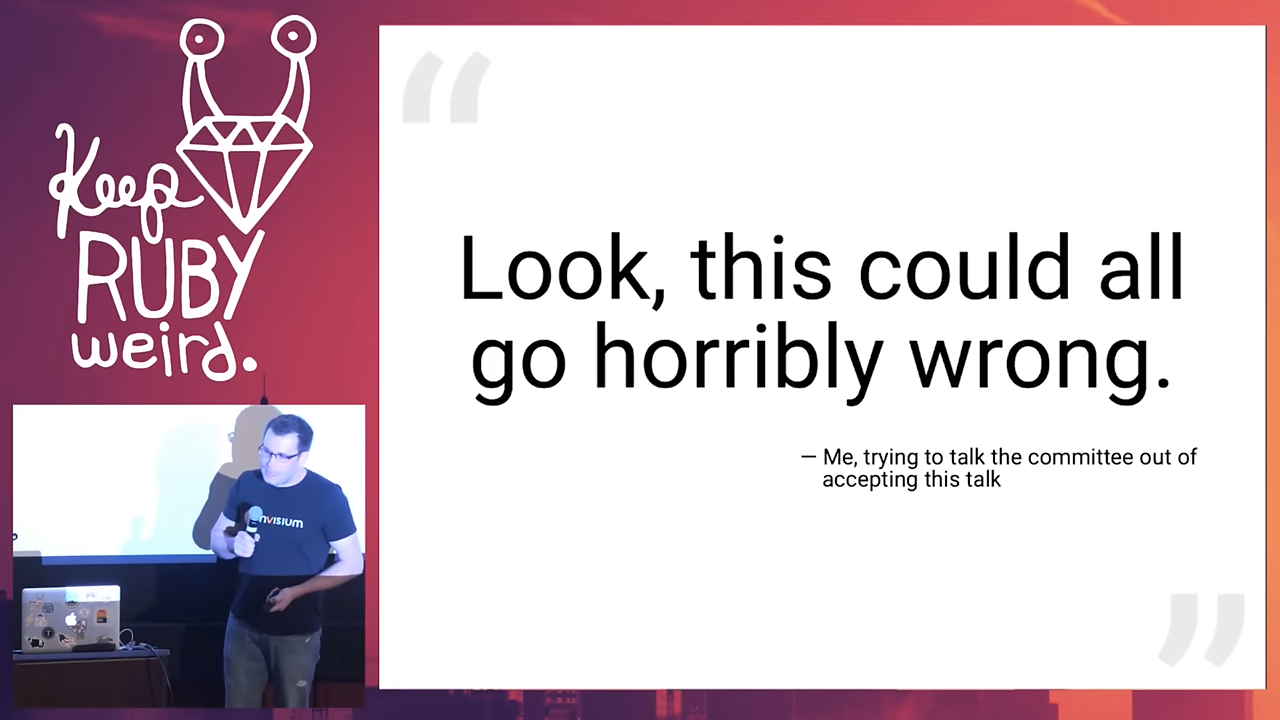 Keep
RUBY
weird.
“
Look, this could all
go horribly wrong.
— Me, trying to talk the committee out of
accepting this talk
”
nVISIUM